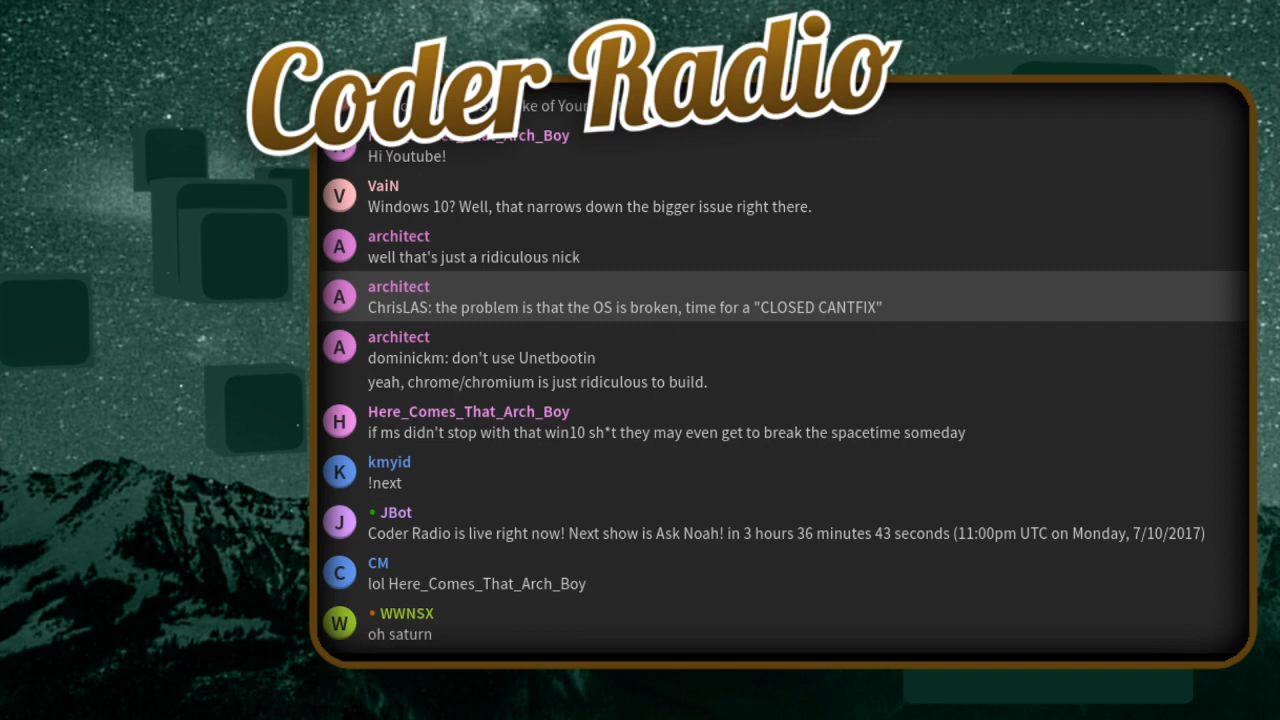 Coder Radio
ke of Your
_That_Arch_Boy
Hi Youtube!
V
VaiN
Windows 10? Well, that narrows down the bigger issue right there.
A
architect
well that's just a ridiculous nick
A
architect
ChrisLAS: the problem is that the OS is broken, time for a "CLOSED CANTFIX"
A
architect
dominickm: don't use Unetbootin
yeah, chrome/chromium is just ridiculous to build.
H
Here_Comes_That_Arch_Boy
if ms didn't stop with that win10 sh*t they may even get to break the spacetime someday
K
kmyid
!next
J
• JBot
Coder Radio is live right now! Next show is Ask Noah! in 3 hours 36 minutes 43 seconds (11:00pm UTC on Monday, 7/10/2017)
C
CM
lol Here_Comes_That_Arch_Boy
W
• WWNSX
oh saturn